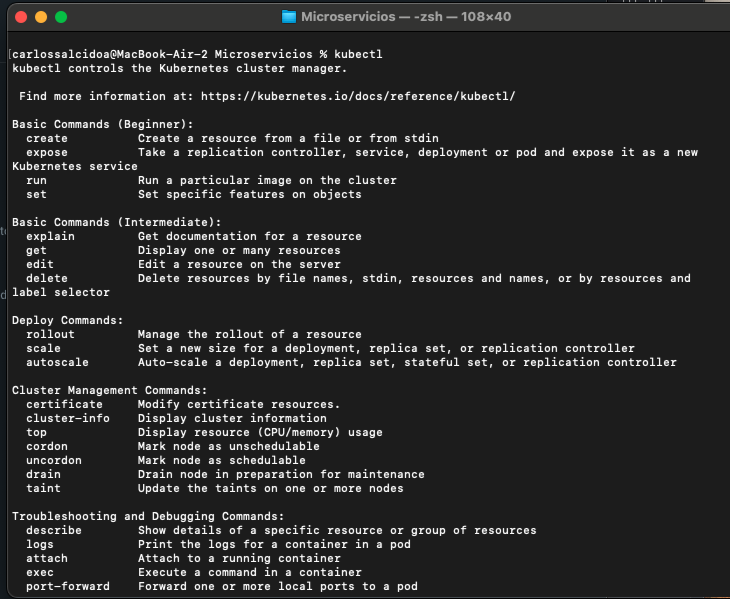 Microservicios — -zsh — 108×40
[carlossalcidoa@MacBook-Air-2 Microservicios % kubectl
kubectl controls the Kubernetes cluster manager.
Find more information at: https://kubernetes.io/docs/reference/kubectl/
Basic Commands (Beginner):
create Create a resource from a file or from stdin
expose Take a replication controller, service, deployment or pod and expose it as a new
Kubernetes service
run Run a particular image on the cluster
set Set specific features on objects
Basic Commands (Intermediate):
explain Get documentation for a resource
get Display one or many resources
edit Edit a resource on the server
delete Delete resources by file names, stdin, resources and names, or by resources and
label selector
Deploy Commands:
rollout Manage the rollout of a resource
scale Set a new size for a deployment, replica set, or replication controller
autoscale Auto-scale a deployment, replica set, stateful set, or replication controller
Cluster Management Commands:
certificate Modify certificate resources.
cluster-info Display cluster information
top Display resource (CPU/memory) usage
cordon Mark node as unschedulable
uncordon Mark node as schedulable
drain Drain node in preparation for maintenance
taint Update the taints on one or more nodes
Troubleshooting and Debugging Commands:
describe Show details of a specific resource or group of resources
logs Print the logs for a container in a pod
attach Attach to a running container
exec Execute a command in a container
port-forward Forward one or more local ports to a pod